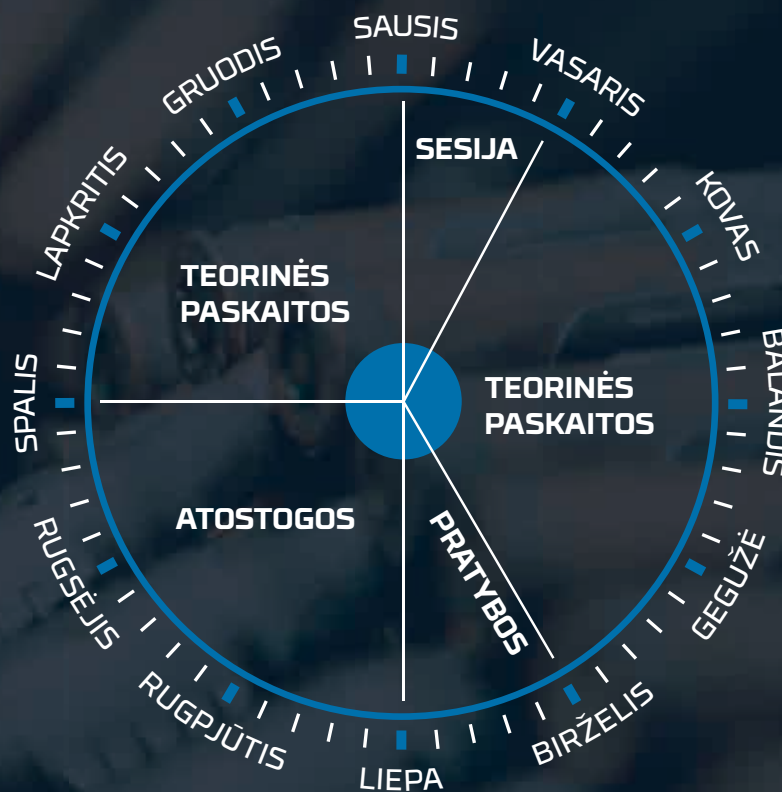 SAUSIS
VASARIS
KOVAS
BALANDIS
GEGUŽĖ
BIRŽELIS
LIEPA
RUGPJŪTIS
RUGSĖJIS
SPALIS
LAPKRITIS
GRUODIS
SESIJA
TEORINĖS
PASKAITOS
TEORINĖS
PASKAITOS
PRATYBOS
ATOSTOGOS